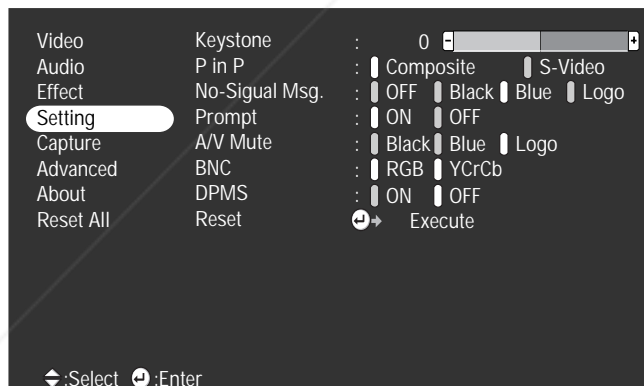 Video Keystone : 0 - +
Audio P in P : Composite S-Video
Effect No-Sigual Msg. : OFF Black Blue Logo
Setting Prompt : ON OFF
Capture A/V Mute : Black Blue Logo
Advanced BNC : RGB YCrCb
About DPMS : ON OFF
Reset All Reset Execute
:Select :Enter